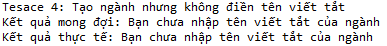 Tesace 4: Tạo ngành nhưng không điền tên viết tắt
Kết quả mong đợi: Bạn chưa nhập tên viết tắt của ngành
Kết quả thực tế: Bạn chưa nhập tên viết tắt của ngành